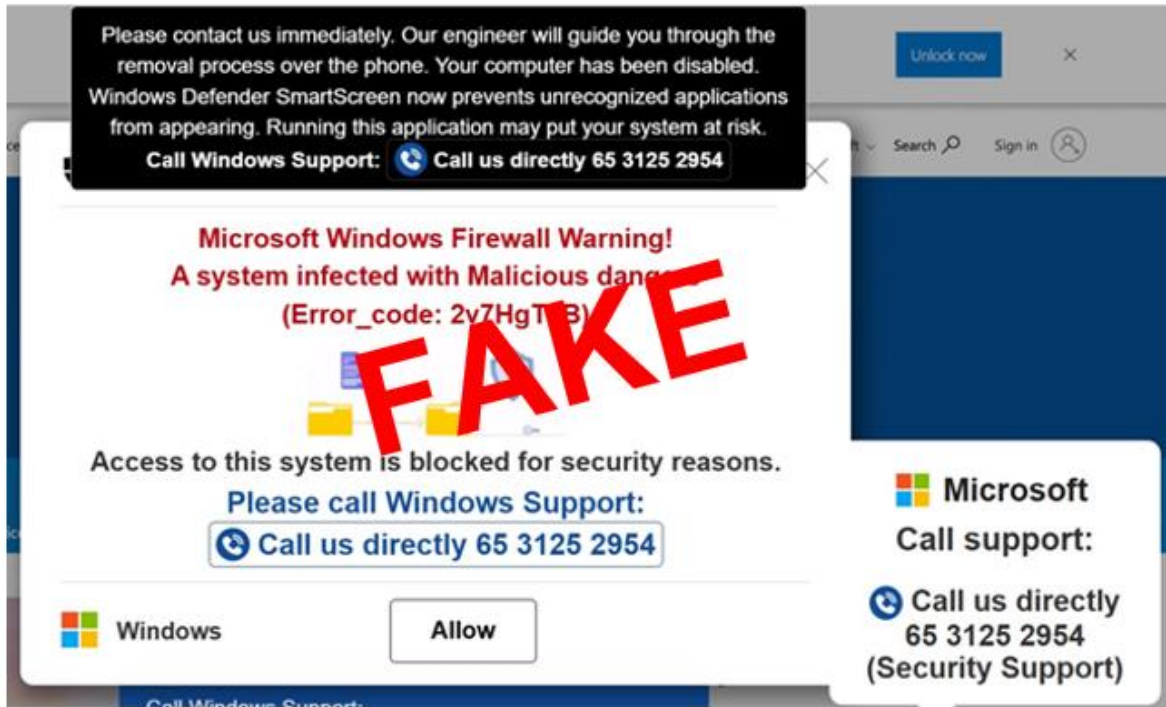 Please contact us immediately. Our engineer will guide you through the
removal process over the phone. Your computer has been disabled.
Windows Defender SmartScreen now prevents unrecognized applications
from appearing. Running this application may put your system at risk.
Call Windows Support: Call us directly 65 3125 2954
Unlock now
Search
Sign in
Microsoft Windows Firewall Warning!
A system infected with Malicious
(Error_code:
FAKE
Access to this system is blocked for security reasons.
Please call Windows Support:
Call us directly 65 3125 2954
Windows
Allow
Microsoft
Call support:
Call us directly
65 3125 2954
(Security Support)
Call Windows Support: